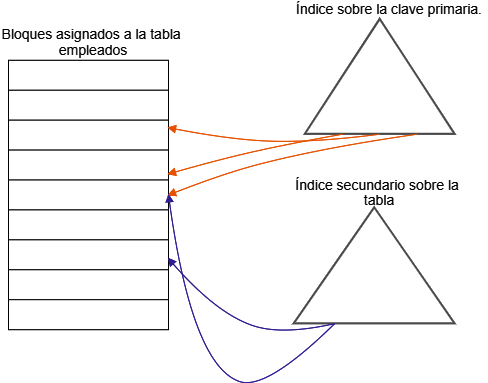 Índice sobre la clave primaria.
Bloques asignados a la tabla
empleados
Índice secundario sobre la
tabla